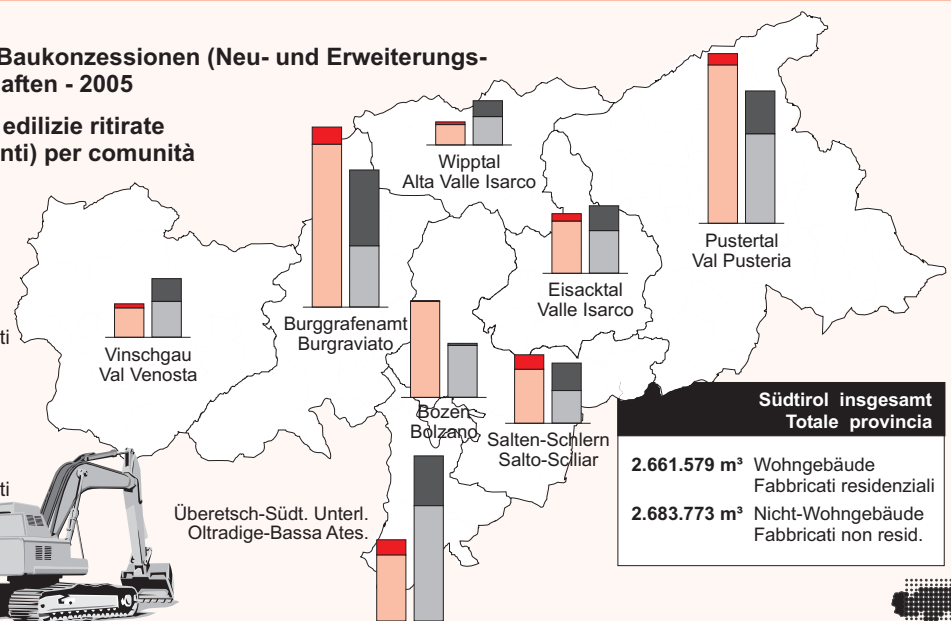 Baukonzessionen (Neu- und Erweiterungs-
aften - 2005
edilizie ritirate
nti) per comunità
Wipptal
Alta Valle Isarco
Pustertal
Val Pusteria
Eisacktal
Valle Isarco
Burggrafenamt
Burgraviato
ti
Vinschgau
Val Venosta
Bozen
Bolzano
Salten-Schlern
Salto-Sciliar
Südtirol insgesamt
Totale provincia
2.661.579 m³ Wohngebäude
Fabbricati residenziali
2.683.773 m³ Nicht-Wohngebäude
Fabbricati non resid.
ti
Überetsch-Südt. Unterl.
Oltradige-Bassa Ates.